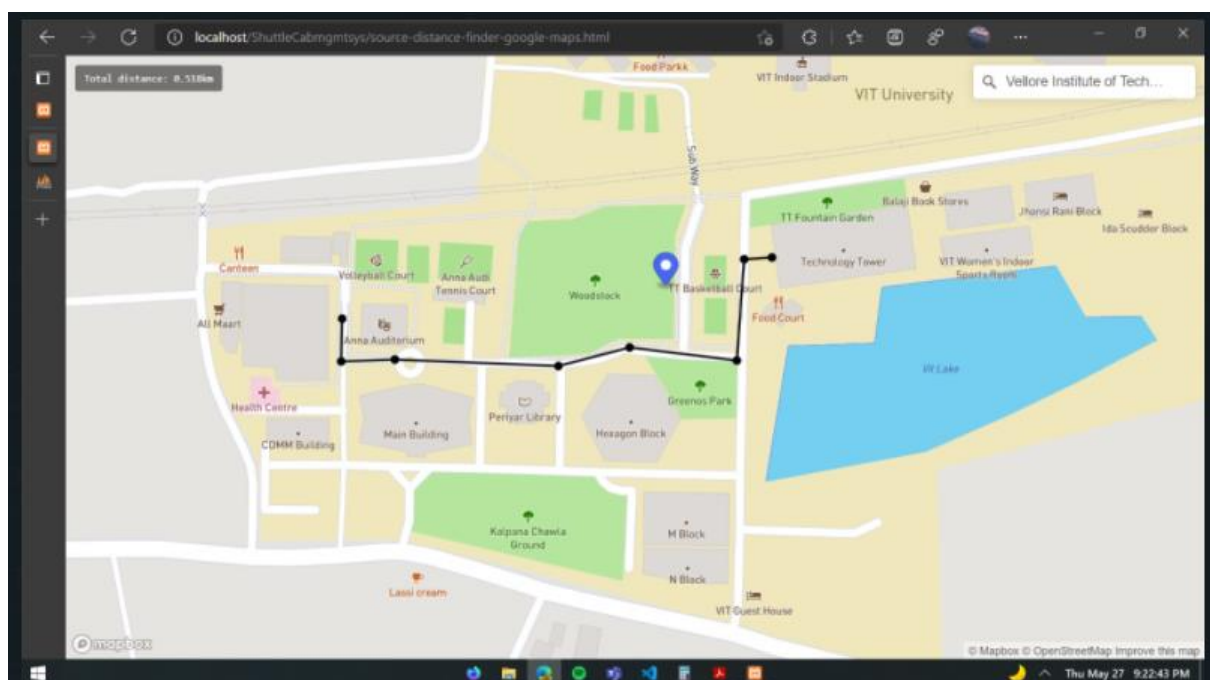 localhost/ShuttleCabmgmtsys/source-distance-finder-google-maps.html
Total distance: 0.538km
Vellore Institute of Tech...
Food Parkk
VIT Indoor Stadium
VIT University
Sub Way
Balaji Book Stores
TT Fountain Garden
Jhonsi Rani Block
Ida Scudder Block
Canteen
Volleyball Court
Anna Audi
Tennis Court
Woodstock
TT Basketball Court
Technology Tower
VIT Women's Indoor
Sports Room
All Maart
Anna Auditorium
Food Court
Vit Lake
Health Centre
Greenos Park
CDMM Building
Main Building
Periyar Library
Hexagon Block
Kalpana Chawla
Ground
M Block
N Block
Lassi cream
VIT Guest House
mapbox
© Mapbox © OpenStreetMap Improve this map
Thu May 27 9:22:43 PM